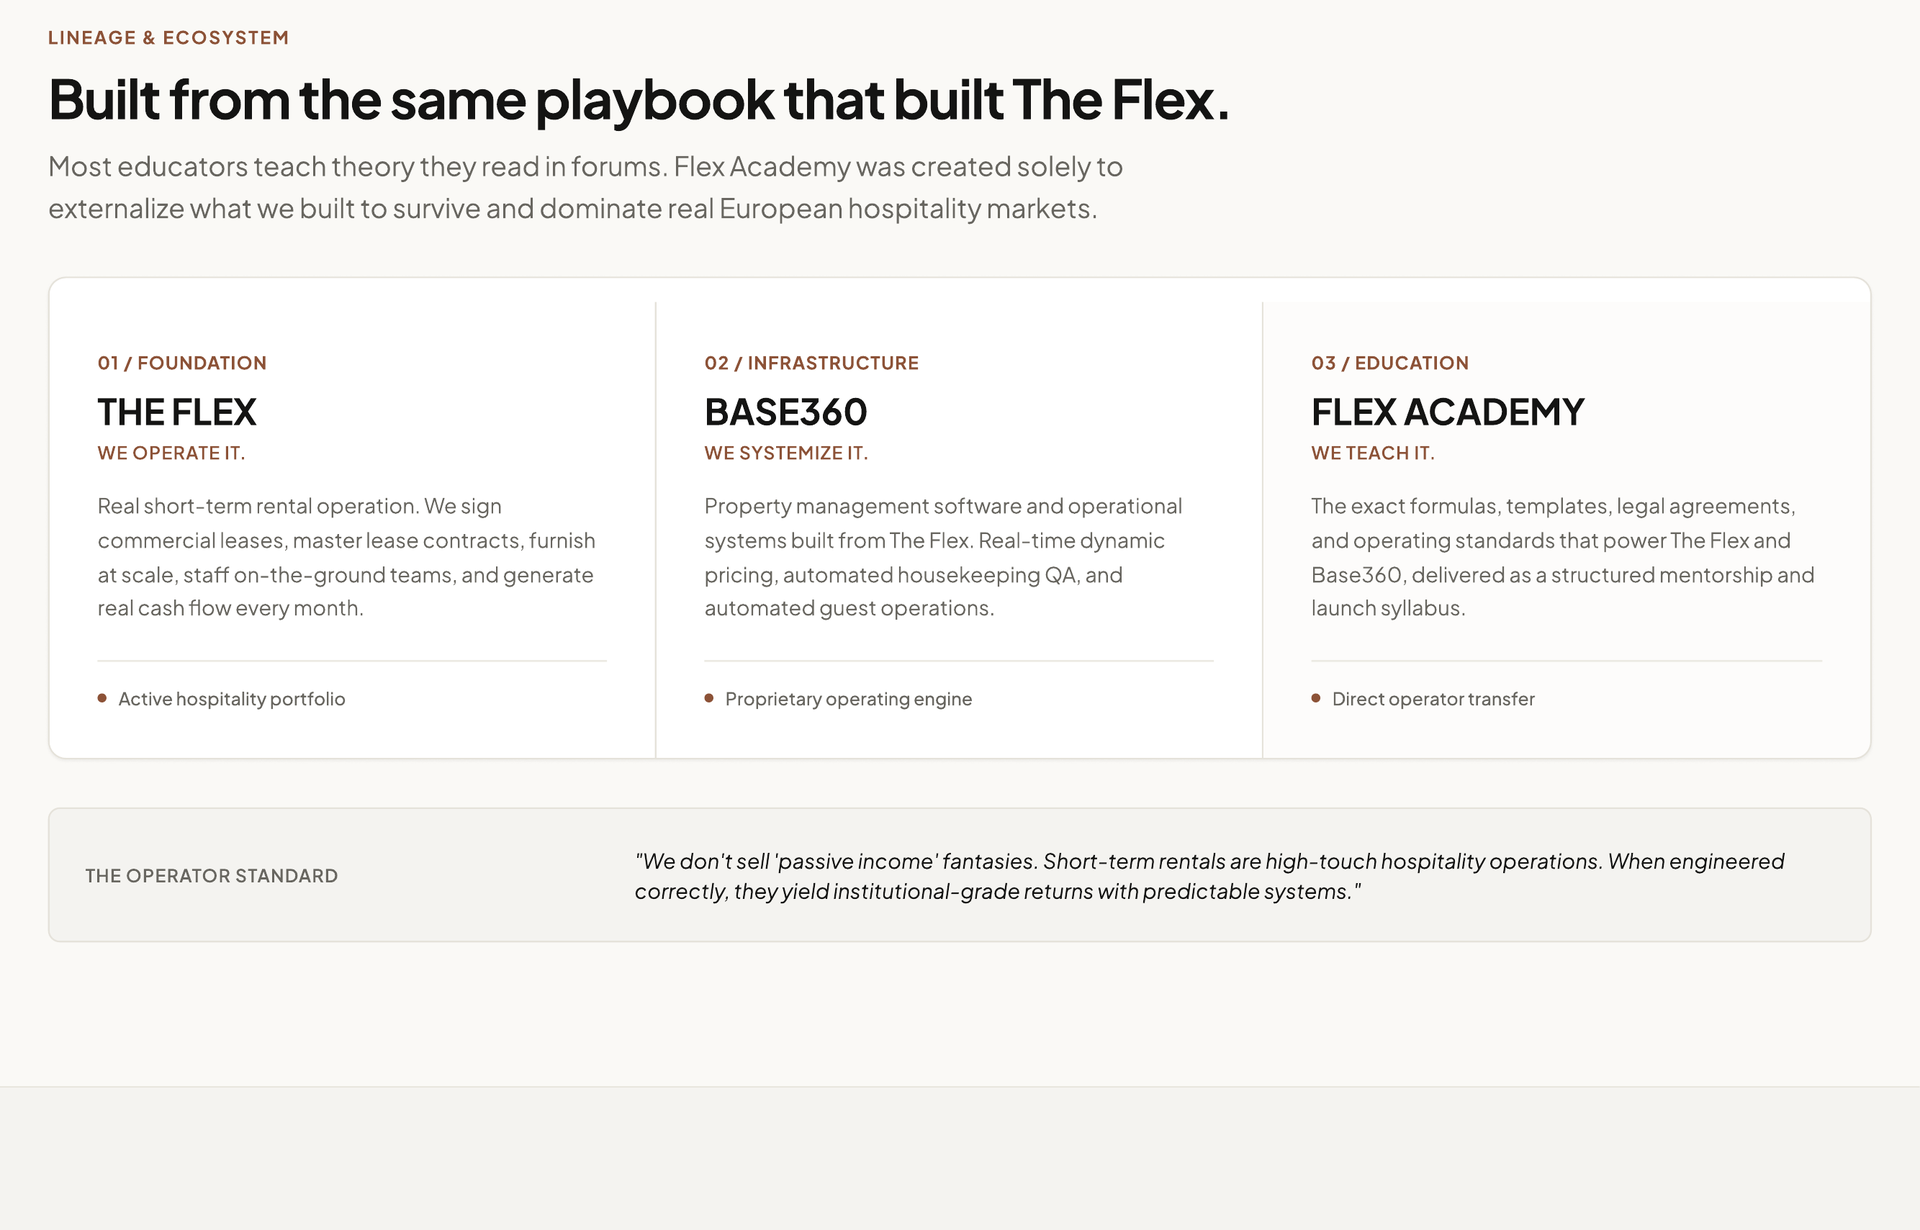 LINEAGE & ECOSYSTEM
Built from the same playbook that built The Flex.
Most educators teach theory they read in forums. Flex Academy was created solely to
externalize what we built to survive and dominate real European hospitality markets.
01 / FOUNDATION
THE FLEX
WE OPERATE IT.
Real short-term rental operation. We sign
commercial leases, master lease contracts, furnish
at scale, staff on-the-ground teams, and generate
real cash flow every month.
Active hospitality portfolio
02 / INFRASTRUCTURE
BASE360
WE SYSTEMIZE IT.
Property management software and operational
systems built from The Flex. Real-time dynamic
pricing, automated housekeeping QA, and
automated guest operations.
Proprietary operating engine
03 / EDUCATION
FLEX ACADEMY
WE TEACH IT.
The exact formulas, templates, legal agreements,
and operating standards that power The Flex and
Base360, delivered as a structured mentorship and
launch syllabus.
Direct operator transfer
THE OPERATOR STANDARD
"We don't sell 'passive income' fantasies. Short-term rentals are high-touch hospitality operations. When engineered
correctly, they yield institutional-grade returns with predictable systems."